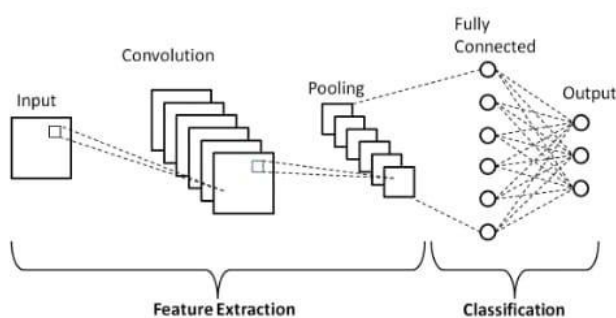 Input
Convolution
Pooling
Fully
Connected
Output
Feature Extraction
Classification